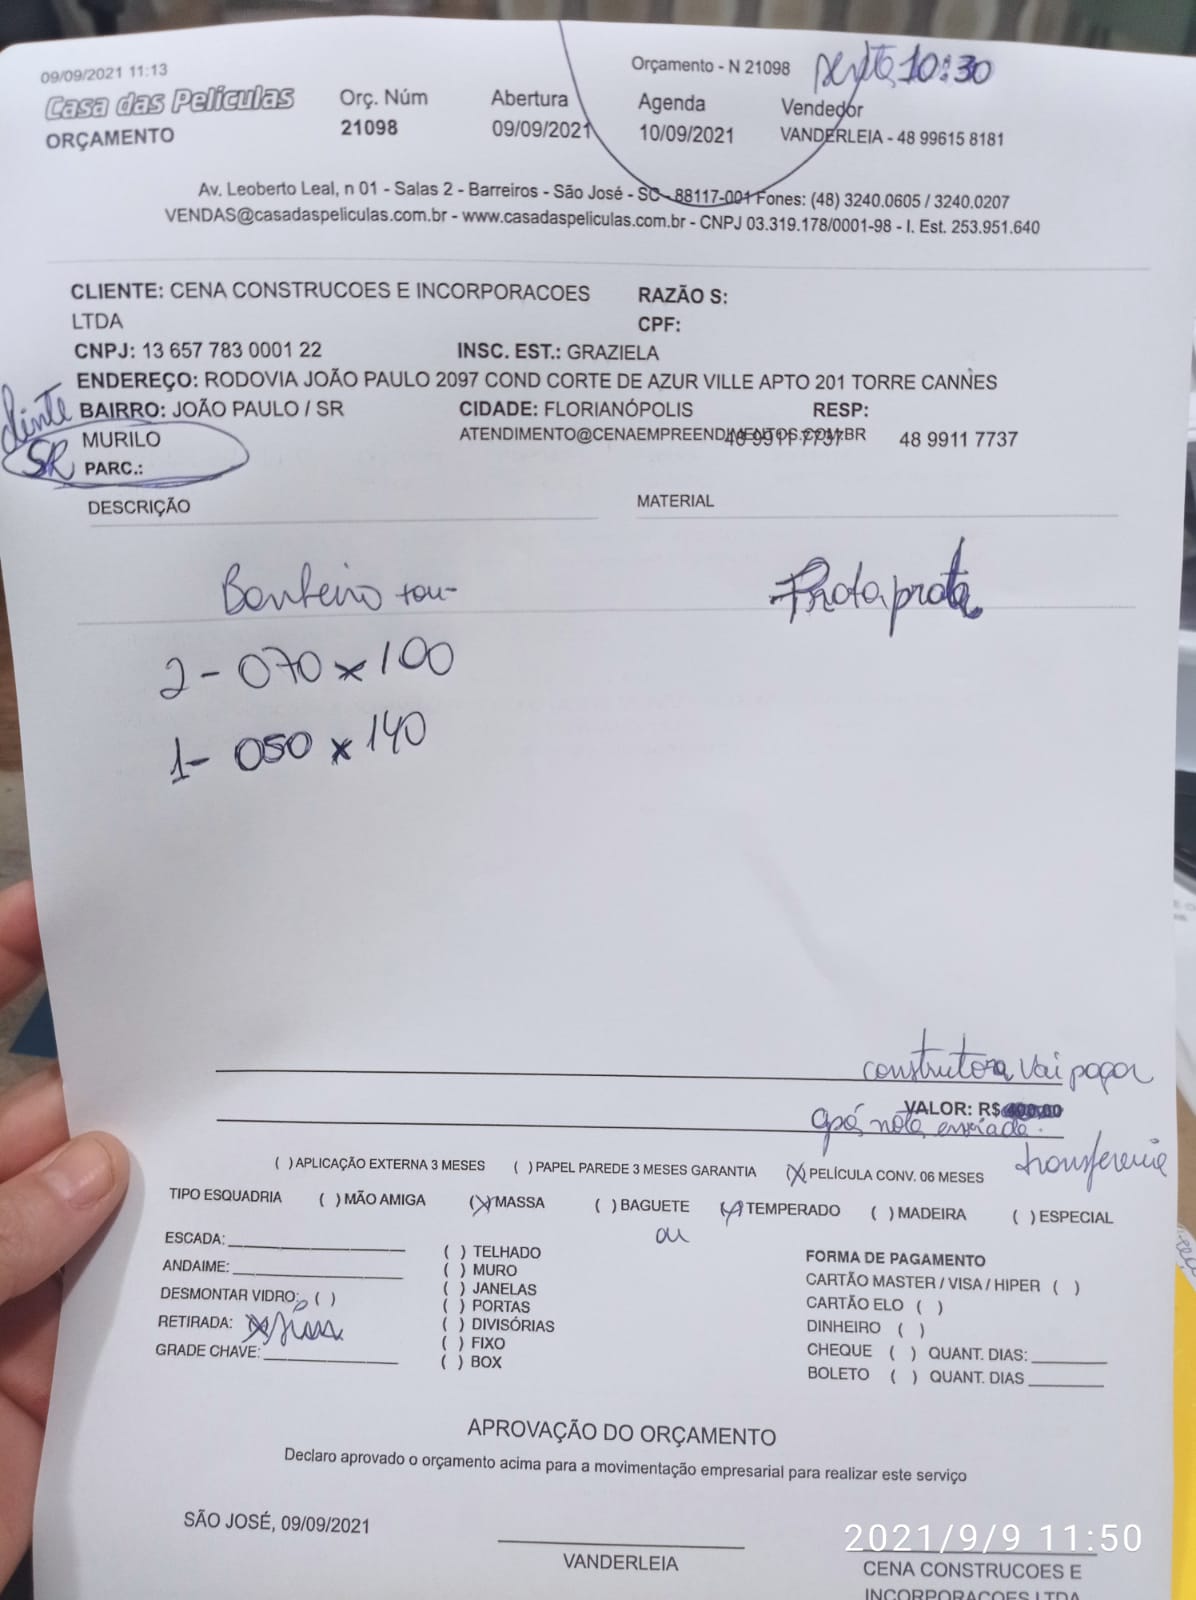 09/09/2021 11:13
Orçamento - N 21098 sexta 10:30
Casa das Películas
ORÇAMENTO
Orç. Núm
21098
Abertura
09/09/2021
Agenda
10/09/2021
Vendedor
VANDERLEIA - 48 99615 8181
Av. Leoberto Leal, n 01 - Salas 2 - Barreiros - São José - SC - 88117-001 Fones: (48) 3240.0605 / 3240.0207
VENDAS@casadaspeliculas.com.br - www.casadaspeliculas.com.br - CNPJ 03.319.178/0001-98 - I. Est. 253.951.640
CLIENTE: CENA CONSTRUCOES E INCORPORACOES
LTDA
RAZÃO S:
CPF:
CNPJ: 13 657 783 0001 22
INSC. EST.: GRAZIELA
ENDEREÇO: RODOVIA JOÃO PAULO 2097 COND CORTE DE AZUR VILLE APTO 201 TORRE CANNES
BAIRRO: JOÃO PAULO / SR
CIDADE: FLORIANÓPOLIS
RESP:
MURILO
ATENDIMENTO@CENAEMPREENDIMENTOS.COM.BR
48 9911 7737
48 9911 7737
SR PARC.:
DESCRIÇÃO
MATERIAL
prata
2 - 070 x 100
1 - 050 x 140
construtora vai pagar
VALOR: R$
após nota enviada.
transferencia
( ) APLICAÇÃO EXTERNA 3 MESES ( ) PAPEL PAREDE 3 MESES GARANTIA (X) PELÍCULA CONV. 06 MESES
TIPO ESQUADRIA ( ) MÃO AMIGA (X) MASSA ( ) BAGUETE (X) TEMPERADO ( ) MADEIRA ( ) ESPECIAL
ou
ESCADA:
ANDAIME:
DESMONTAR VIDRO: ( )
RETIRADA:
GRADE CHAVE:
( ) TELHADO
( ) MURO
( ) JANELAS
( ) PORTAS
( ) DIVISÓRIAS
( ) FIXO
( ) BOX
FORMA DE PAGAMENTO
CARTÃO MASTER / VISA / HIPER ( )
CARTÃO ELO ( )
DINHEIRO ( )
CHEQUE ( ) QUANT. DIAS:
BOLETO ( ) QUANT. DIAS
APROVAÇÃO DO ORÇAMENTO
Declaro aprovado o orçamento acima para a movimentação empresarial para realizar este serviço
SÃO JOSÉ, 09/09/2021
VANDERLEIA
2021/9/9 11:50
CENA CONSTRUCOES E
INCORPORACOES LTDA